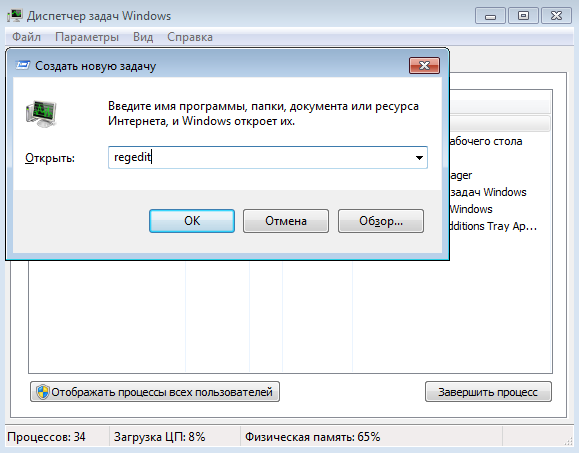 Диспетчер задач Windows
Файл Параметры Вид Справка
Создать новую задачу
Введите имя программы, папки, документа или ресурса
Интернета, и Windows откроет их.
Открыть: regedit
OK Отмена Обзор...
абочего стола
ager
задач Windows
Windows
dditions Tray Ap...
Отображать процессы всех пользователей
Завершить процесс
Процессов: 34 Загрузка ЦП: 8% Физическая память: 65%